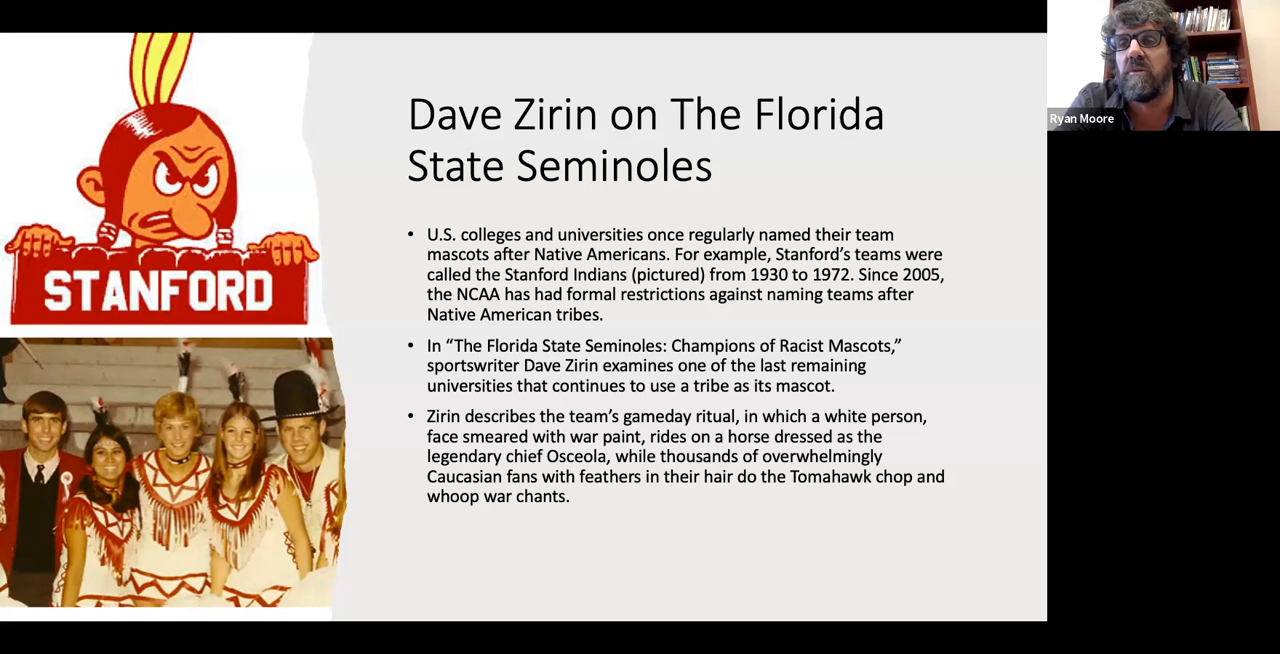 Dave Zirin on The Florida
State Seminoles
• U.S. colleges and universities once regularly named their team
mascots after Native Americans. For example, Stanford’s teams were
called the Stanford Indians (pictured) from 1930 to 1972. Since 2005,
the NCAA has had formal restrictions against naming teams after
Native American tribes.
• In “The Florida State Seminoles: Champions of Racist Mascots,”
sportswriter Dave Zirin examines one of the last remaining
universities that continues to use a tribe as its mascot.
• Zirin describes the team’s gameday ritual, in which a white person,
face smeared with war paint, rides on a horse dressed as the
legendary chief Osceola, while thousands of overwhelmingly
Caucasian fans with feathers in their hair do the Tomahawk chop and
whoop war chants.
STANFORD
Ryan Moore